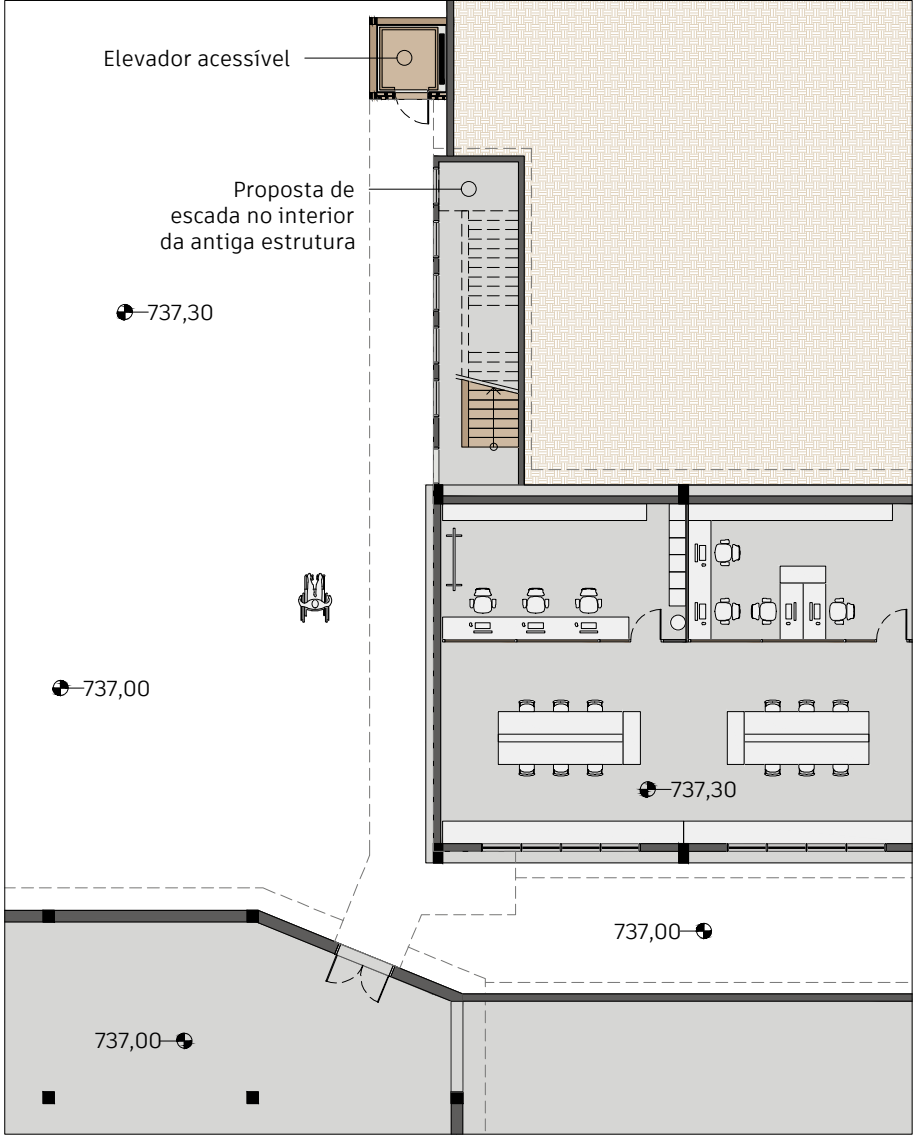 Elevador acessível
Proposta de
escada no interior
da antiga estrutura
737,30
737,00
737,30
737,00
737,00